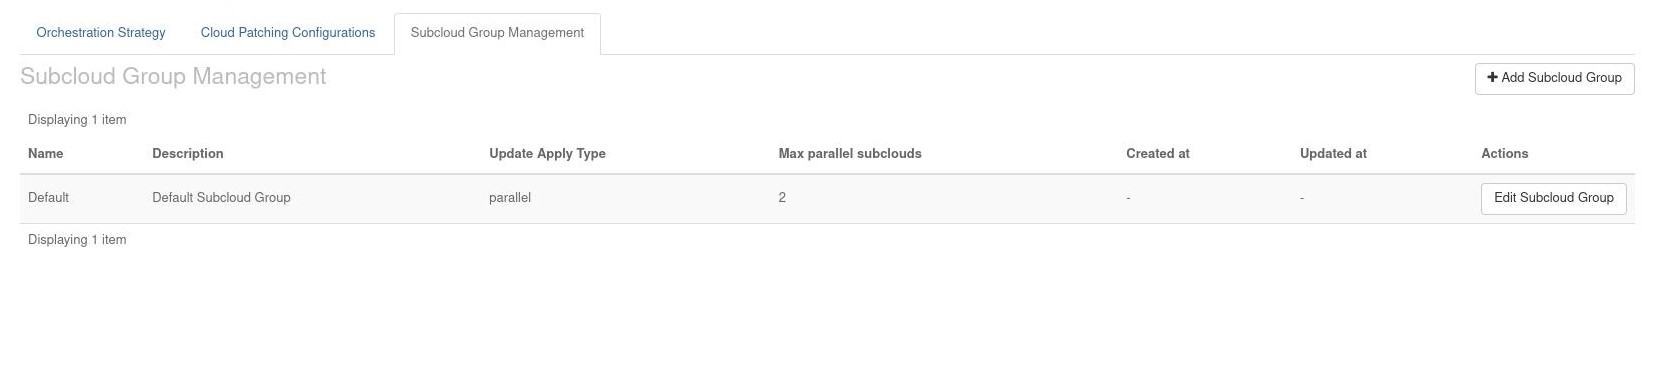 Orchestration Strategy Cloud Patching Configurations Subcloud Group Management
Subcloud Group Management
+ Add Subcloud Group
Displaying 1 item
Name Description Update Apply Type Max parallel subclouds Created at Updated at Actions
Default Default Subcloud Group parallel 2 - - Edit Subcloud Group
Displaying 1 item